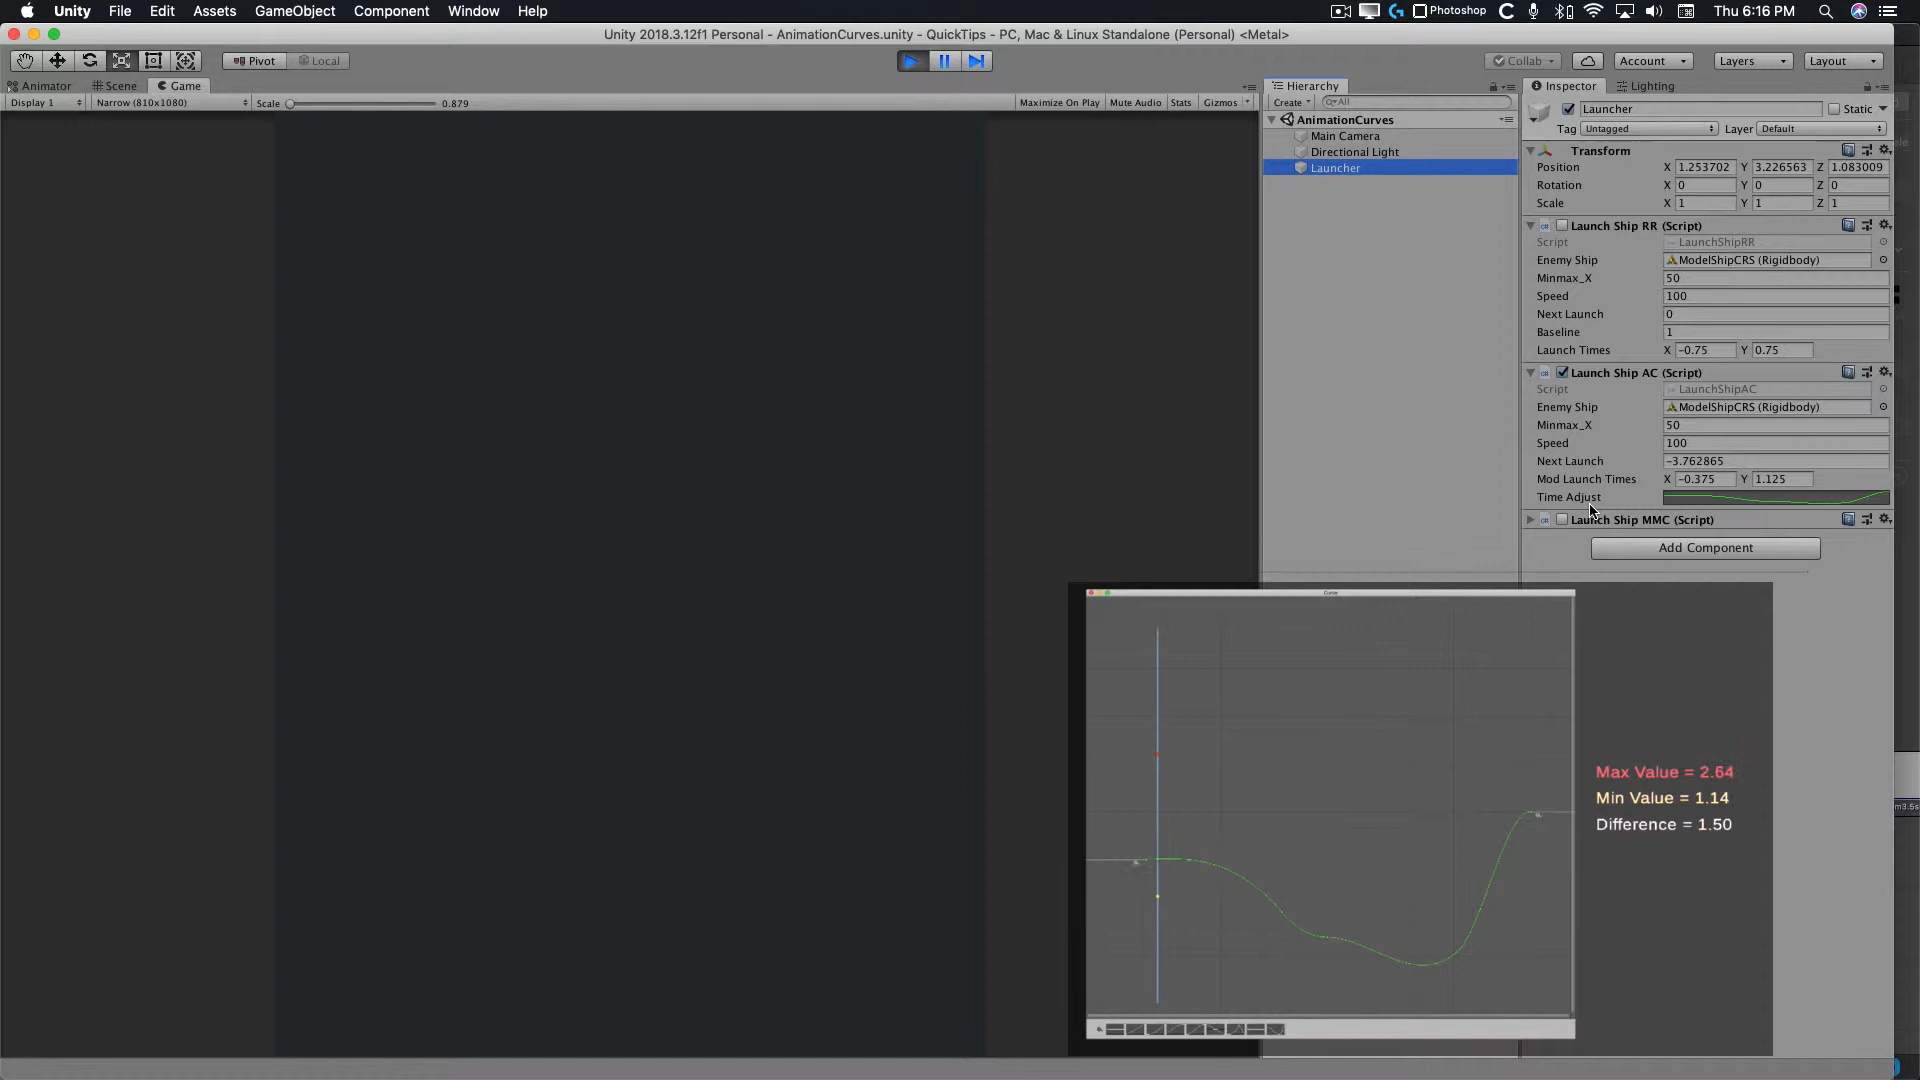 Unity File Edit Assets GameObject Component Window Help Photoshop Thu 6:16 PM
Unity 2018.3.12f1 Personal - AnimationCurves.unity - QuickTips - PC, Mac & Linux Standalone (Personal) <Metal>
Pivot Local Collab Account Layers Layout
Animator Scene Game Hierarchy Inspector Lighting
Display 1 Narrow (810x1080) Scale 0.879 Maximize On Play Mute Audio Stats Gizmos
Create All
AnimationCurves
Main Camera
Directional Light
Launcher
Launcher Static
Tag Untagged Layer Default
Transform
Position X 1.253702 Y 3.226563 Z 1.083009
Rotation X 0 Y 0 Z 0
Scale X 1 Y 1 Z 1
Launch Ship RR (Script)
Script LaunchShipRR
Enemy Ship ModelShipCRS (Rigidbody)
Minmax_X 50
Speed 100
Next Launch 0
Baseline 1
Launch Times X -0.75 Y 0.75
Launch Ship AC (Script)
Script LaunchShipAC
Enemy Ship ModelShipCRS (Rigidbody)
Minmax_X 50
Speed 100
Next Launch -3.762865
Mod Launch Times X -0.375 Y 1.125
Time Adjust
Launch Ship MMC (Script)
Add Component
Curve
Max Value = 2.64
Min Value = 1.14
Difference = 1.50